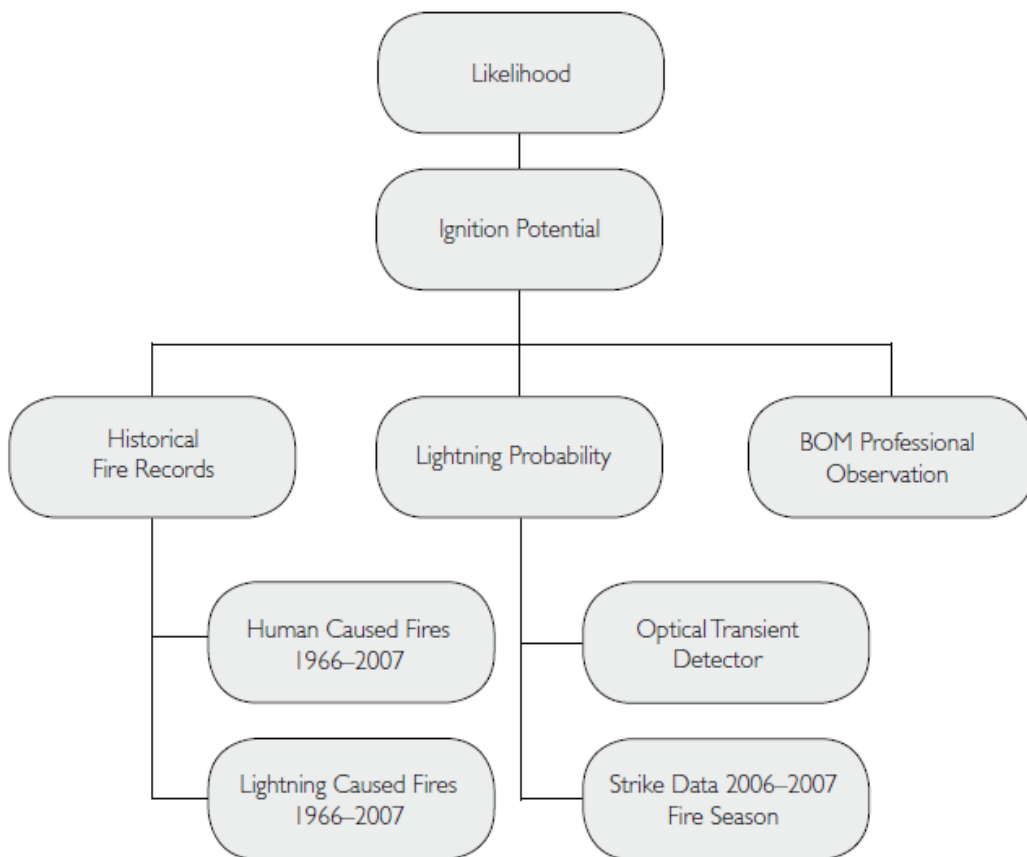 Likelihood
Ignition Potential
Historical
Fire Records
Lightning Probability
BOM Professional
Observation
Human Caused Fires
1966–2007
Optical Transient
Detector
Lightning Caused Fires
1966–2007
Strike Data 2006–2007
Fire Season